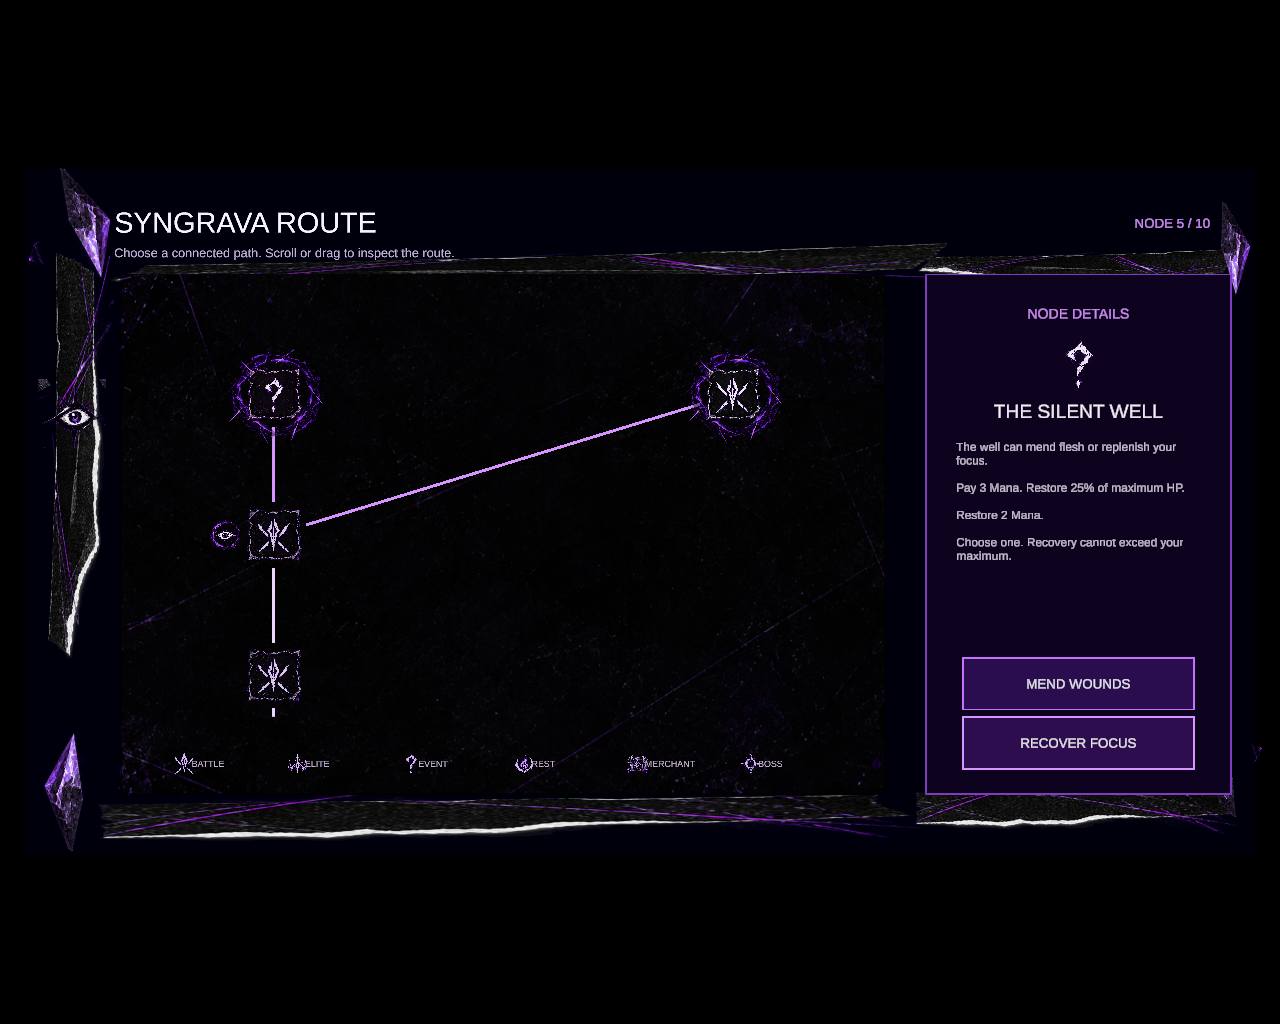 SYNGRAVA ROUTE
NODE 5 / 10
Choose a connected path. Scroll or drag to inspect the route.
NODE DETAILS
?
THE SILENT WELL
The well can mend flesh or replenish your
focus.
Pay 3 Mana. Restore 25% of maximum HP.
Restore 2 Mana.
Choose one. Recovery cannot exceed your
maximum.
MEND WOUNDS
RECOVER FOCUS
?
BATTLE
ELITE
? EVENT
REST
MERCHANT
BOSS